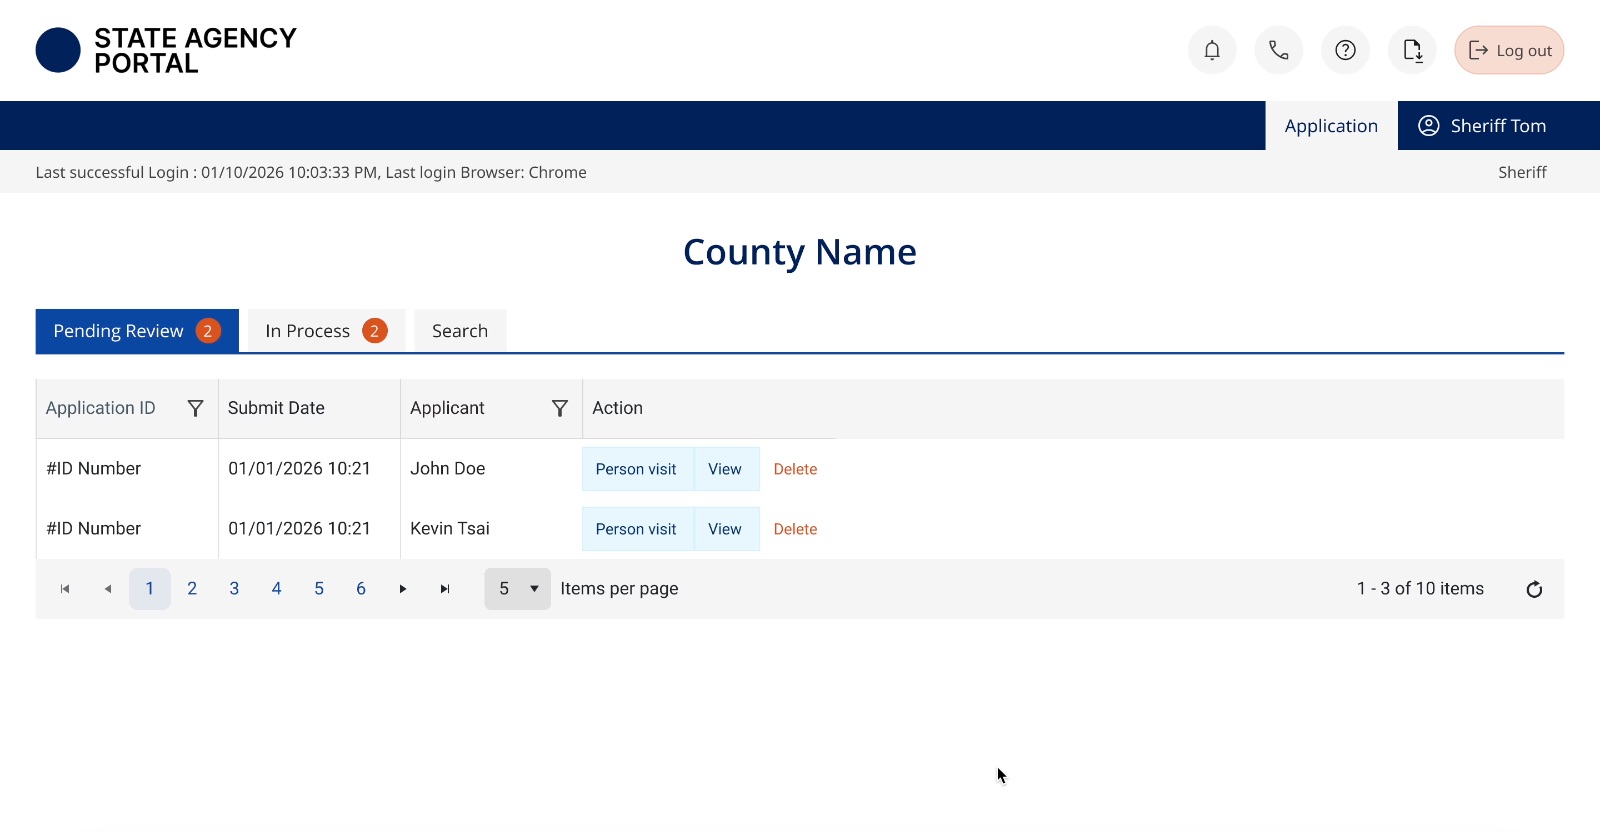 STATE AGENCY
PORTAL
Log out
Application
Sheriff Tom
Last successful Login : 01/10/2026 10:03:33 PM, Last login Browser: Chrome
Sheriff
County Name
Pending Review 2
In Process 2
Search
Application ID
Submit Date
Applicant
Action
#ID Number
01/01/2026 10:21
John Doe
Person visit
View
Delete
#ID Number
01/01/2026 10:21
Kevin Tsai
Person visit
View
Delete
1 2 3 4 5 6
5
Items per page
1 - 3 of 10 items